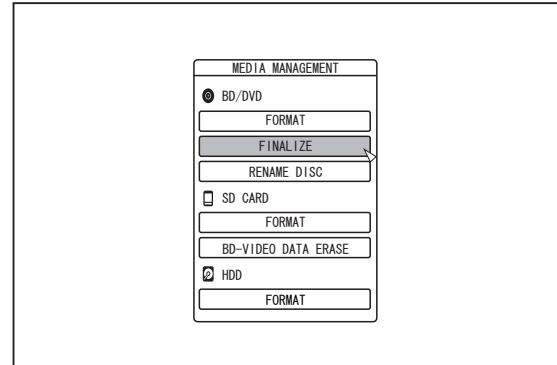 MEDIA MANAGEMENT
BD/DVD
FORMAT
FINALIZE
RENAME DISC
SD CARD
FORMAT
BD-VIDEO DATA ERASE
HDD
FORMAT